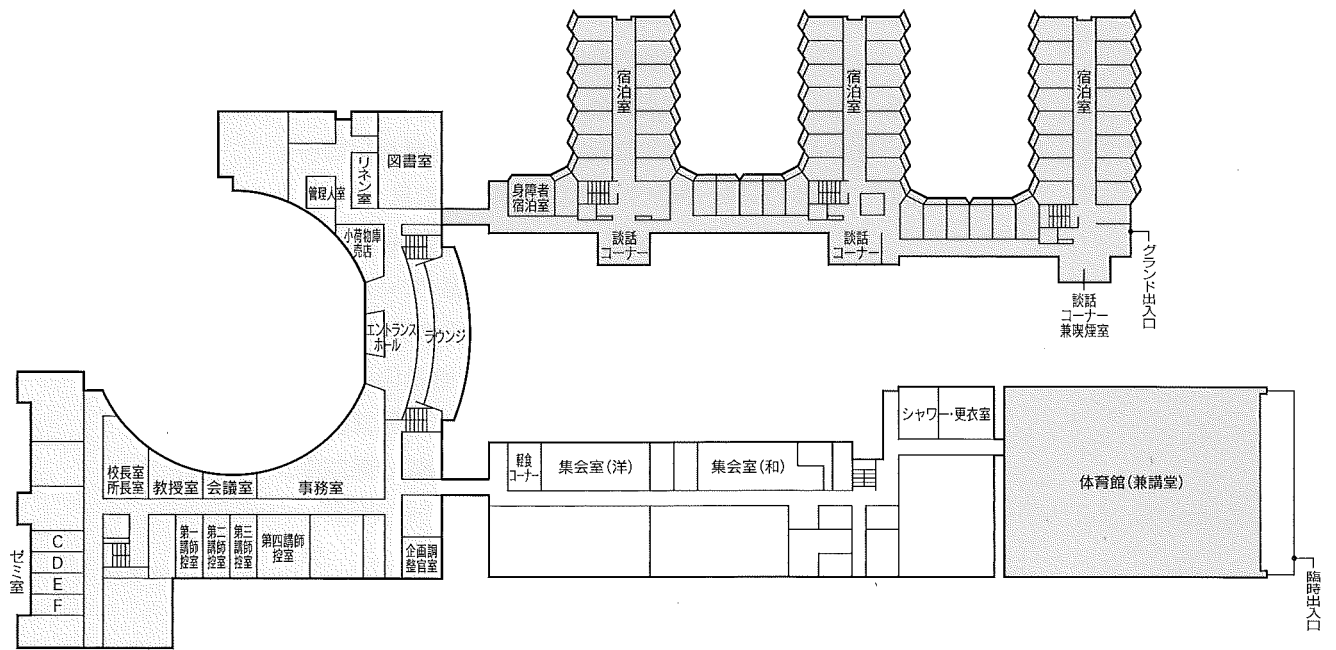 宿泊室
宿泊室
宿泊室
図書室
リネン室
管理人室
身障者
宿泊室
小荷物庫
売店
談話
コーナー
談話
コーナー
グランド出入口
談話
コーナー
兼喫煙室
エントランス
ホール
ラウンジ
シャワー・更衣室
校長室
所長室
教授室
会議室
事務室
軽食
コーナー
集会室(洋)
集会室(和)
体育館(兼講堂)
第一講師控室
第二講師控室
第三講師控室
第四講師
控室
企画調
整官室
ゼミ室
C
D
E
F
臨時出入口